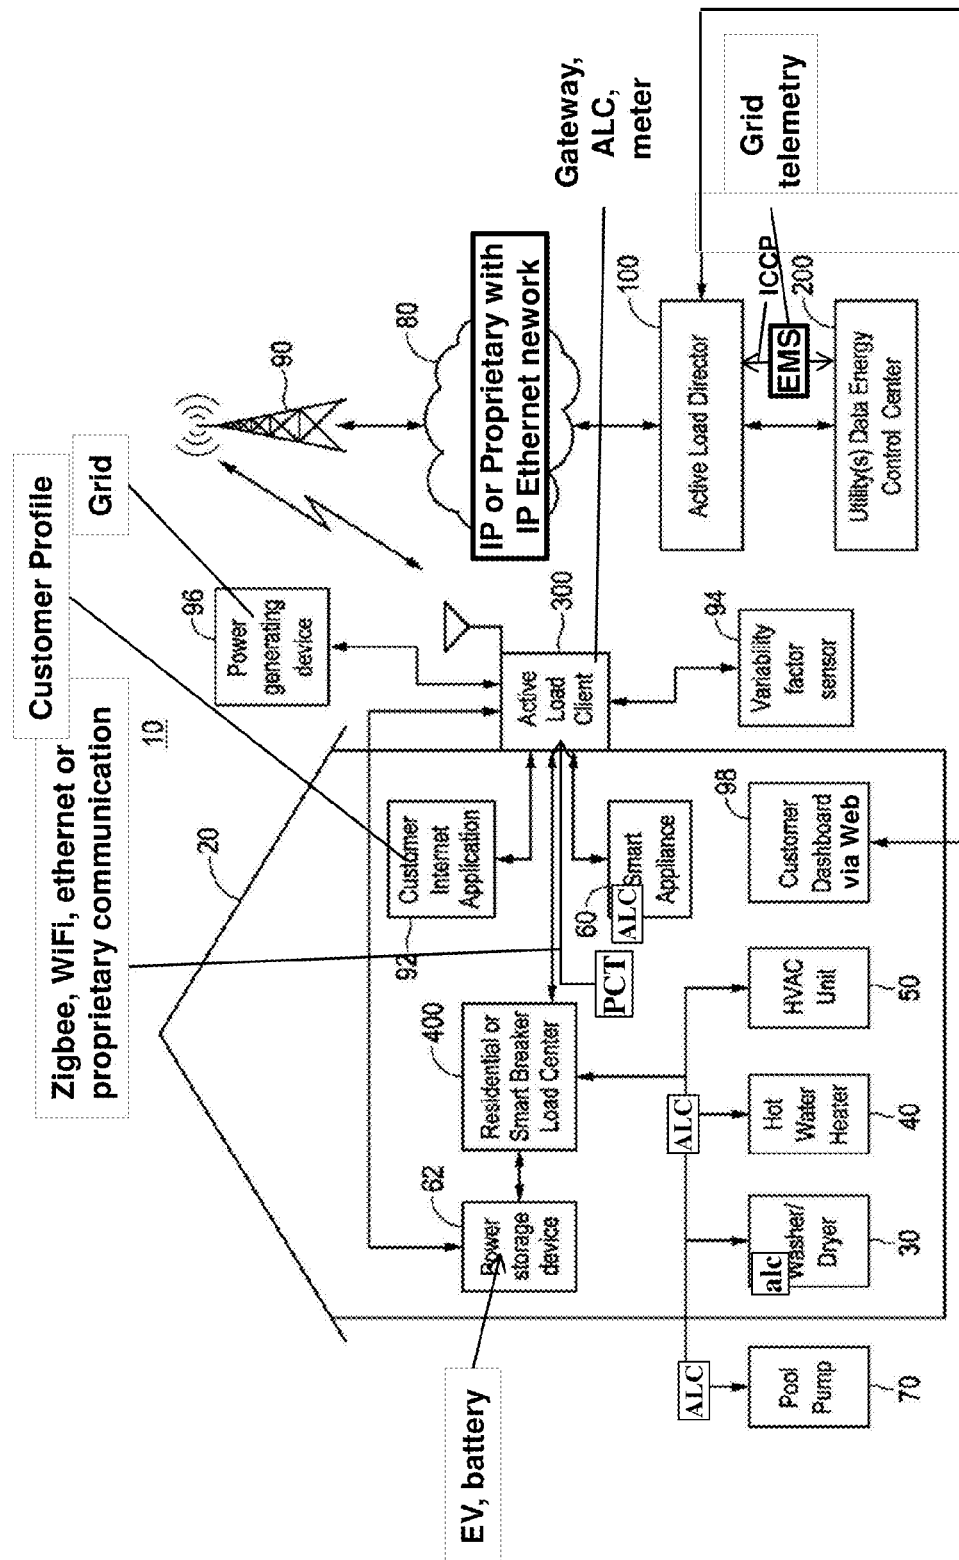 Zigbee, WiFi, ethernet or
proprietary communication
Customer Profile
Grid
10
20
90
80
IP or Proprietary with
IP Ethernet network
Gateway,
ALC,
meter
Grid
telemetry
96
Power
generating
device
300
Active
Load
Client
100
Active Load Director
ICCP
EMS
200
Utility(s) Data Energy
Control Center
94
Variability
factor
sensor
EV, battery
62
Power
storage
device
400
Residential or
Smart Breaker
Load Center
92
Customer
Internet
Application
60
ALC
Smart
Appliance
PCT
98
Customer
Dashboard
via Web
ALC
ALC
70
Pool
Pump
30
alc
Washer/
Dryer
40
Hot
Water
Heater
50
HVAC
Unit